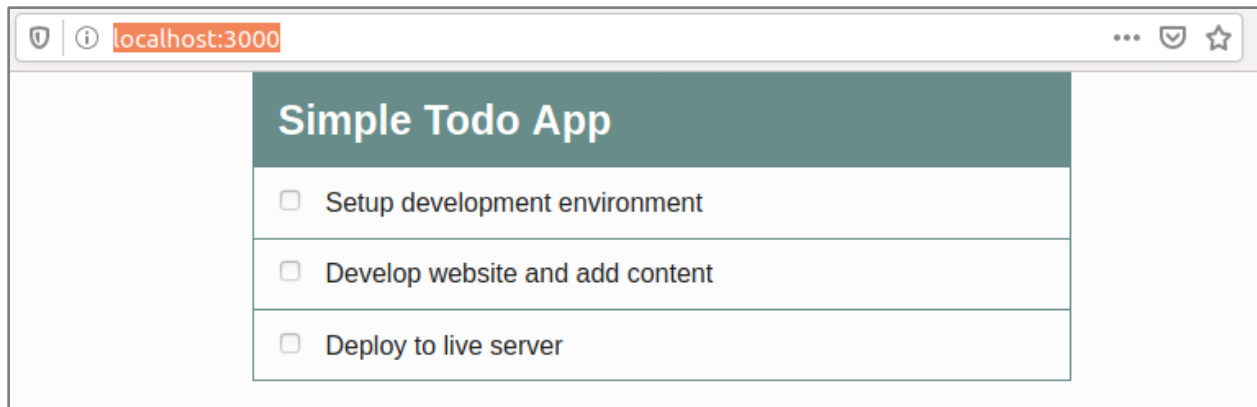 localhost:3000
Simple Todo App
Setup development environment
Develop website and add content
Deploy to live server